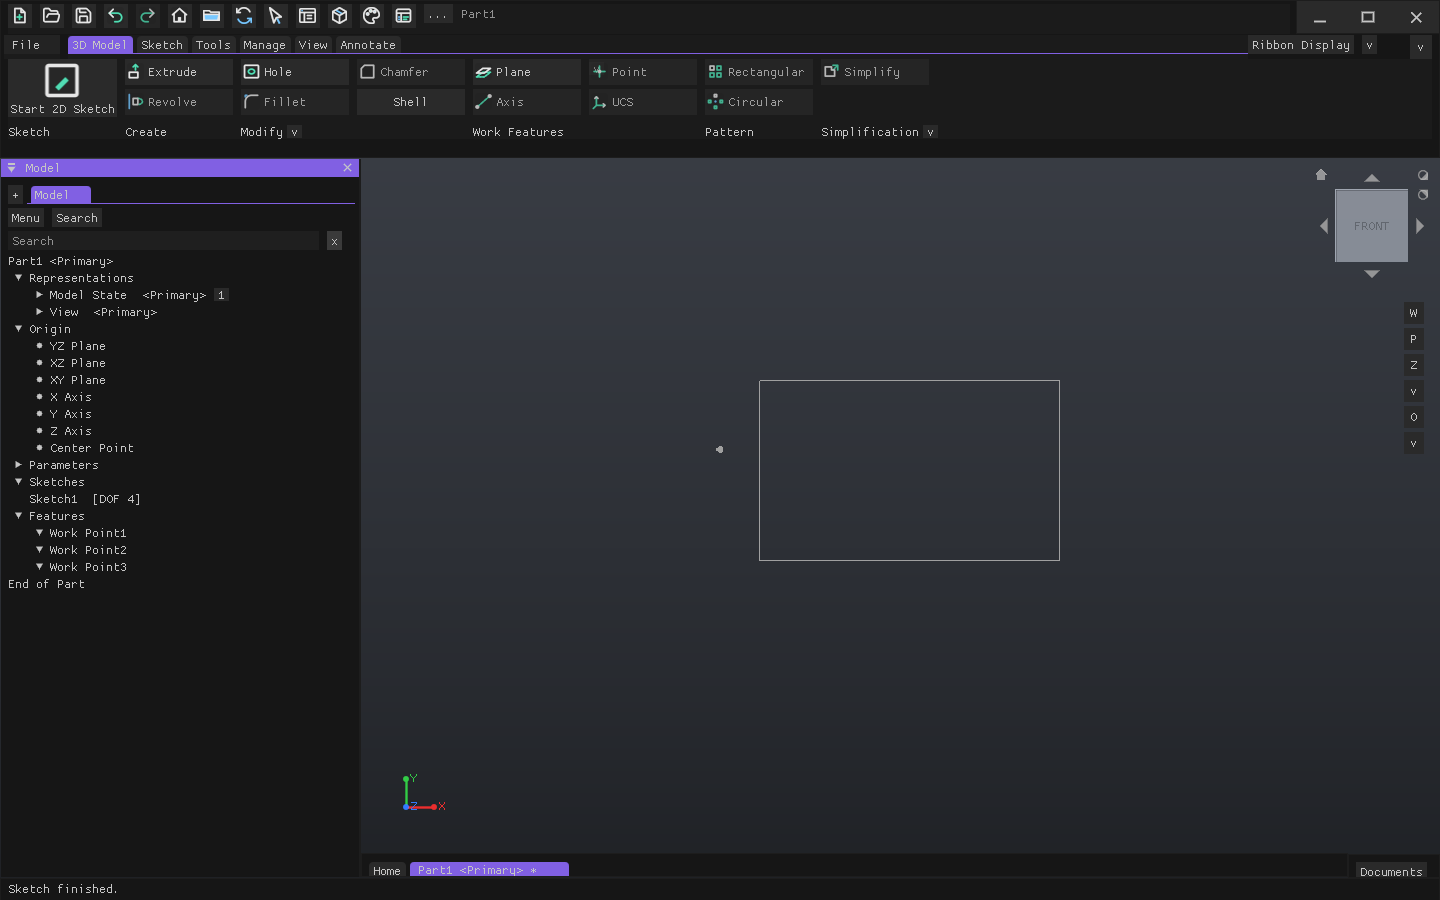 ... Part1
File 3D Model Sketch Tools Manage View Annotate Ribbon Display v v
Start 2D Sketch
Extrude
Revolve
Hole
Fillet
Chamfer
Shell
Plane
Axis
Point
UCS
Rectangular
Circular
Simplify
Sketch Create Modify v Work Features Pattern Simplification v
Model
+ Model
Menu Search
Search x
Part1 <Primary>
Representations
Model State <Primary> 1
View <Primary>
Origin
YZ Plane
XZ Plane
XY Plane
X Axis
Y Axis
Z Axis
Center Point
Parameters
Sketches
Sketch1 [DOF 4]
Features
Work Point1
Work Point2
Work Point3
End of Part
FRONT
W
P
Z
v
O
v
Y
Z X
Home Part1 <Primary> * Documents
Sketch finished.